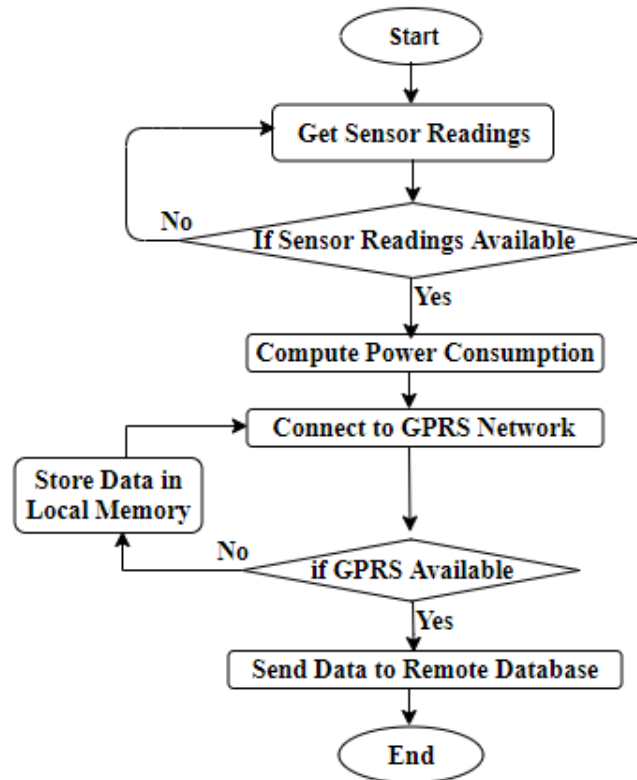 Start
Get Sensor Readings
No
If Sensor Readings Available
Yes
Compute Power Consumption
Connect to GPRS Network
Store Data in
Local Memory
No
if GPRS Available
Yes
Send Data to Remote Database
End